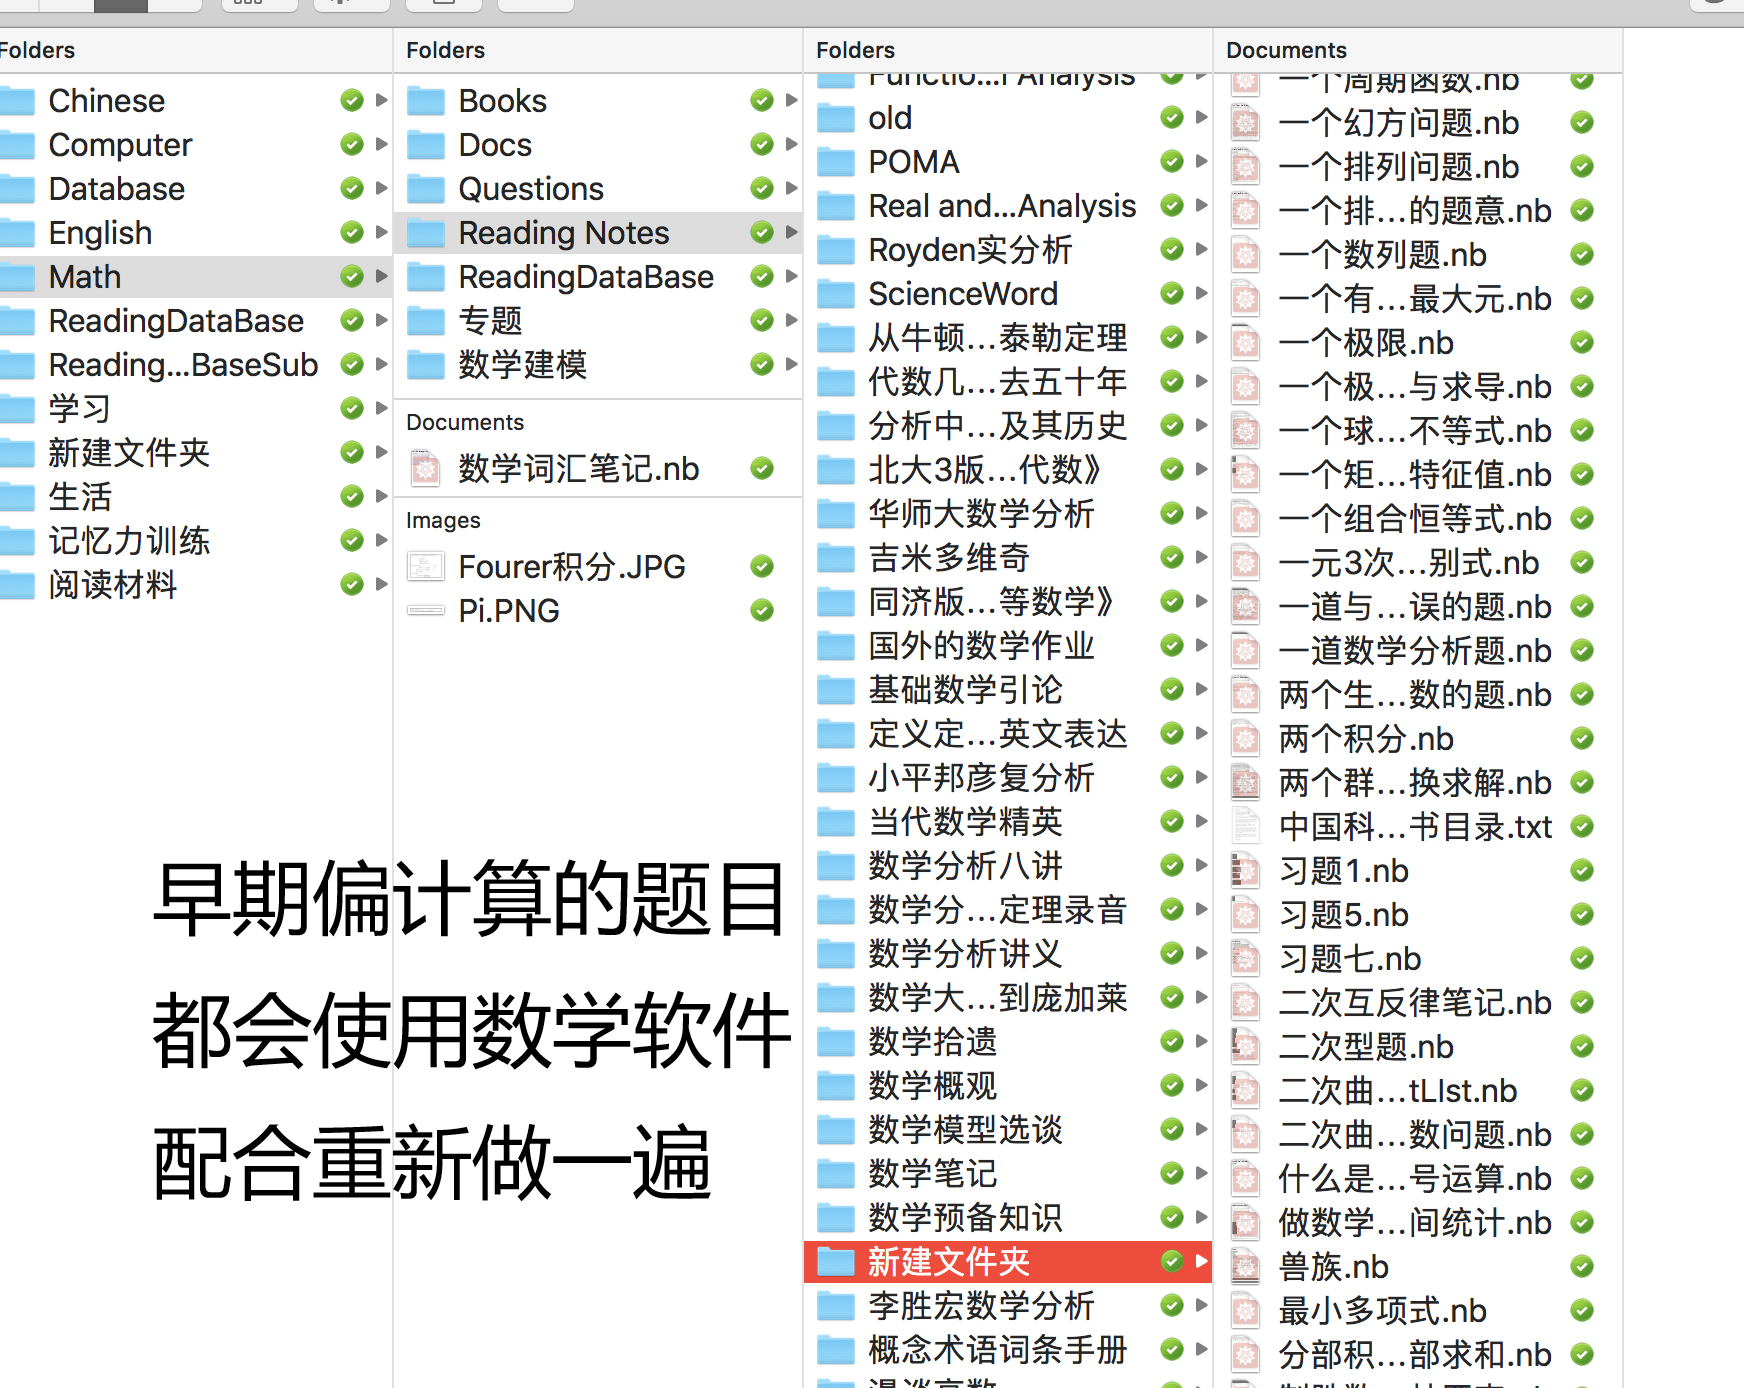 Folders
Chinese
Computer
Database
English
Math
ReadingDataBase
Reading...BaseSub
学习
新建文件夹
生活
记忆力训练
阅读材料
Folders
Books
Docs
Questions
Reading Notes
ReadingDataBase
专题
数学建模
Documents
数学词汇笔记.nb
Images
Fourer积分.JPG
Pi.PNG
早期偏计算的题目
都会使用数学软件
配合重新做一遍
Folders
Functio...l Analysis
old
POMA
Real and...Analysis
Royden实分析
ScienceWord
从牛顿...泰勒定理
代数几...去五十年
分析中...及其历史
北大3版...代数》
华师大数学分析
吉米多维奇
同济版...等数学》
国外的数学作业
基础数学引论
定义定...英文表达
小平邦彦复分析
当代数学精英
数学分析八讲
数学分...定理录音
数学分析讲义
数学大...到庞加莱
数学拾遗
数学概观
数学模型选谈
数学笔记
数学预备知识
新建文件夹
李胜宏数学分析
概念术语词条手册
漫谈高数
Documents
一个周期函数.nb
一个幻方问题.nb
一个排列问题.nb
一个排...的题意.nb
一个数列题.nb
一个有...最大元.nb
一个极限.nb
一个极...与求导.nb
一个球...不等式.nb
一个矩...特征值.nb
一个组合恒等式.nb
一元3次...别式.nb
一道与...误的题.nb
一道数学分析题.nb
两个生...数的题.nb
两个积分.nb
两个群...换求解.nb
中国科...书目录.txt
习题1.nb
习题5.nb
习题七.nb
二次互反律笔记.nb
二次型题.nb
二次曲...tLIst.nb
二次曲...数问题.nb
什么是...号运算.nb
做数学...间统计.nb
兽族.nb
最小多项式.nb
分部积...部求和.nb